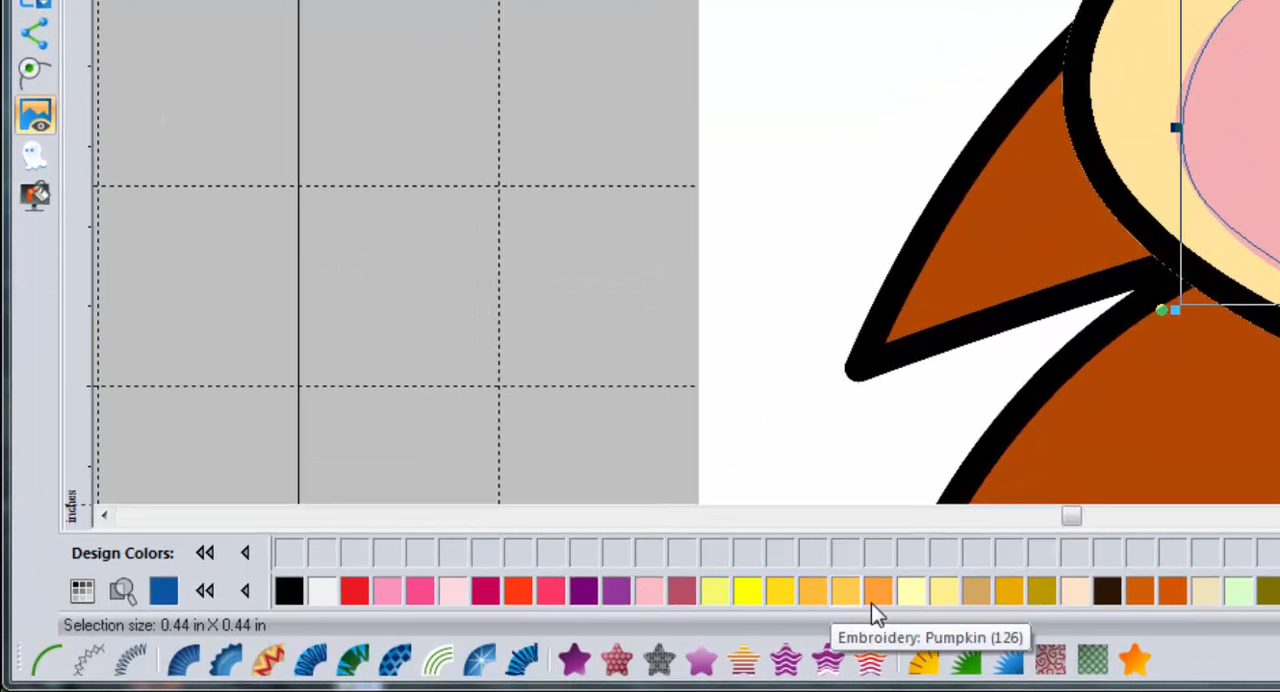 inches
Design Colors:
Selection size: 0.44 in X 0.44 in
Embroidery: Pumpkin (126)